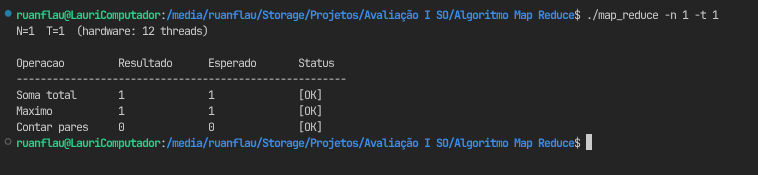 ruanflau@LauriComputador:/media/ruanflau/Storage/Projetos/Avaliação I SO/Algoritmo Map Reduce$ ./map_reduce -n 1 -t 1
N=1  T=1  (hardware: 12 threads)
Operacao        Resultado      Esperado       Status
------------------------------------------------------
Soma total      1              1              [OK]
Maximo          1              1              [OK]
Contar pares    0              0              [OK]
ruanflau@LauriComputador:/media/ruanflau/Storage/Projetos/Avaliação I SO/Algoritmo Map Reduce$